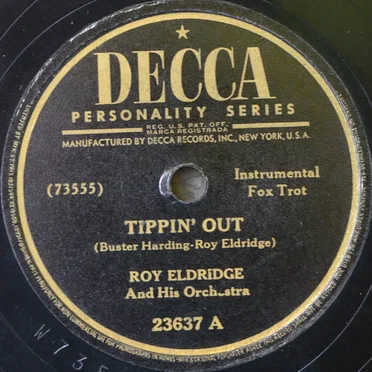 DECCA
PERSONALITY SERIES
REG. U.S. PAT. OFF.
MARCA REGISTRADA
MANUFACTURED BY DECCA RECORDS, INC., NEW YORK, U.S.A.
(73555)
Instrumental
Fox Trot
TIPPIN' OUT
(Buster Harding-Roy Eldridge)
ROY ELDRIDGE
And His Orchestra
23637 A
W735